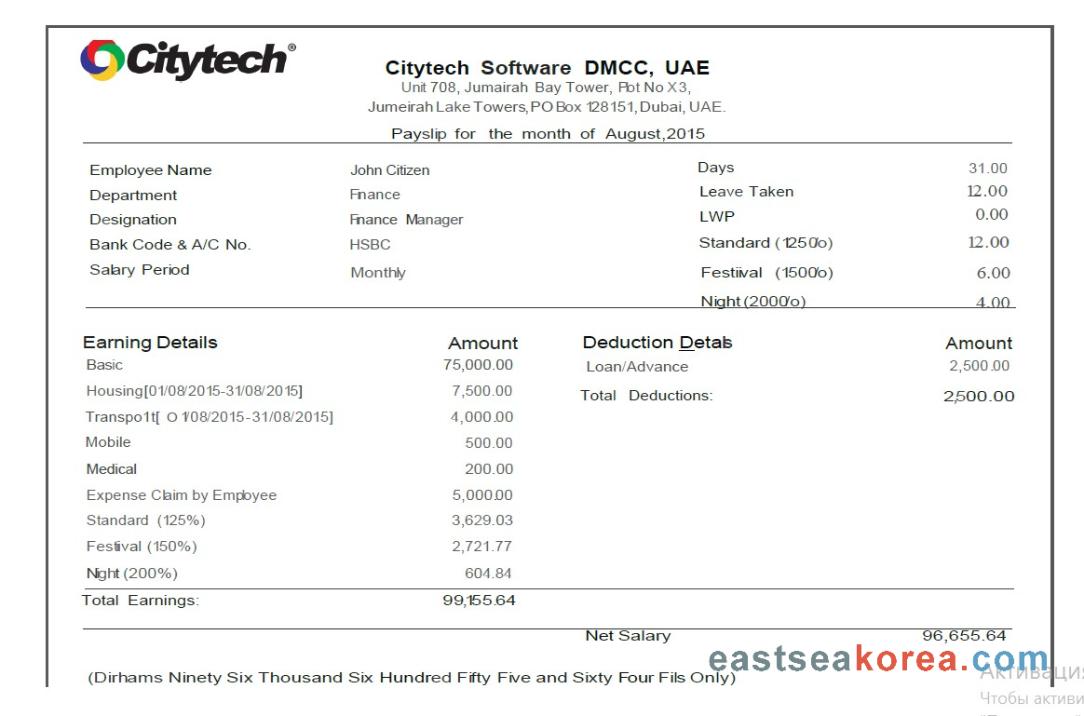 Citytech®
Citytech Software DMCC, UAE
Unit 708, Jumairah Bay Tower, Plot No X3,
Jumeirah Lake Towers, PO Box 128151, Dubai, UAE.
Payslip for the month of August,2015
Employee Name John Citizen Days 31.00
Department Finance Leave Taken 12.00
Designation Finance Manager LWP 0.00
Bank Code & A/C No. HSBC Standard (1250/o) 12.00
Salary Period Monthly Festiival (1500/o) 6.00
Night (2000/o) 4.00
Earning Details Amount Deduction Detals Amount
Basic 75,000.00 Loan/Advance 2,500.00
Housing[01/08/2015-31/08/2015] 7,500.00 Total Deductions: 2,500.00
Transpo1t[ O 1/08/2015-31/08/2015] 4,000.00
Mobile 500.00
Medical 200.00
Expense Claim by Employee 5,000.00
Standard (125%) 3,629.03
Festival (150%) 2,721.77
Night (200%) 604.84
Total Earnings: 99,155.64
Net Salary 96,655.64
eastseakorea.com
(Dirhams Ninety Six Thousand Six Hundred Fifty Five and Sixty Four Fils Only)
Активация
Чтобы активи